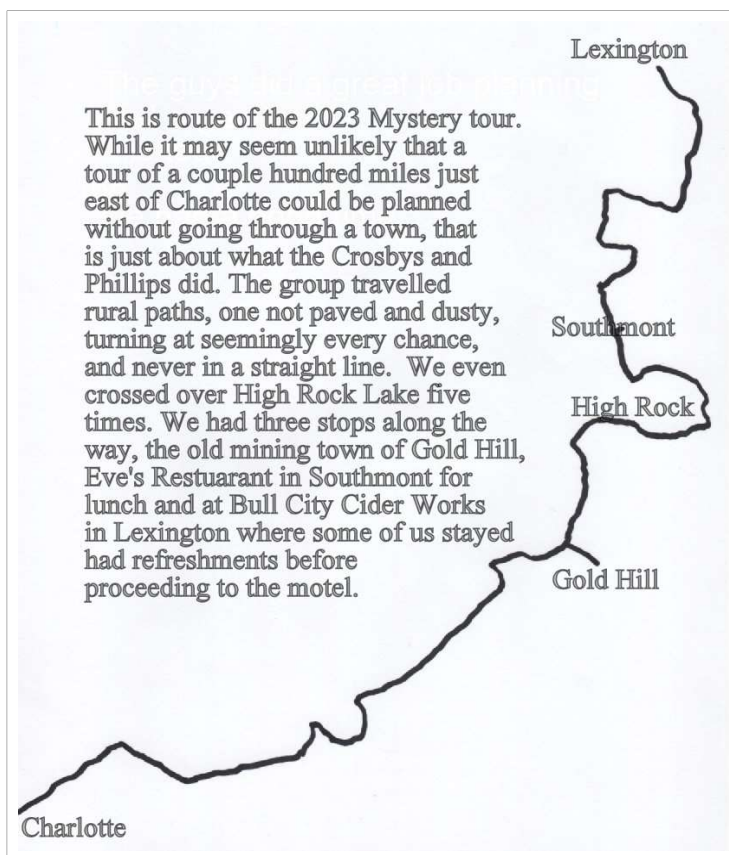 Lexington
The guys did a great job planning
This is route of the 2023 Mystery tour.
While it may seem unlikely that a
tour of a couple hundred miles just
east of Charlotte could be planned
without going through a town, that
is just about what the Crosbys and
Phillips did. The group travelled
rural paths, one not paved and dusty,
turning at seemingly every chance,
and never in a straight line.  We even
crossed over High Rock Lake five
times. We had three stops along the
way, the old mining town of Gold Hill,
Eve's Restuarant in Southmont for
lunch and at Bull City Cider Works
in Lexington where some of us stayed
had refreshments before
proceeding to the motel.
Southmont
High Rock
Gold Hill
Charlotte